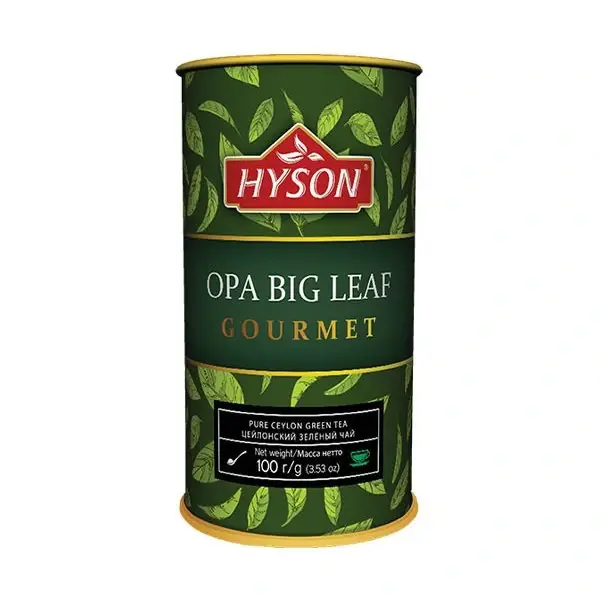 HYSON®
OPA BIG LEAF
GOURMET
PURE CEYLON GREEN TEA
ЦЕЙЛОНСКИЙ ЗЕЛЁНЫЙ ЧАЙ
Net weight/Масса нетто
100 г/g (3.53 oz)